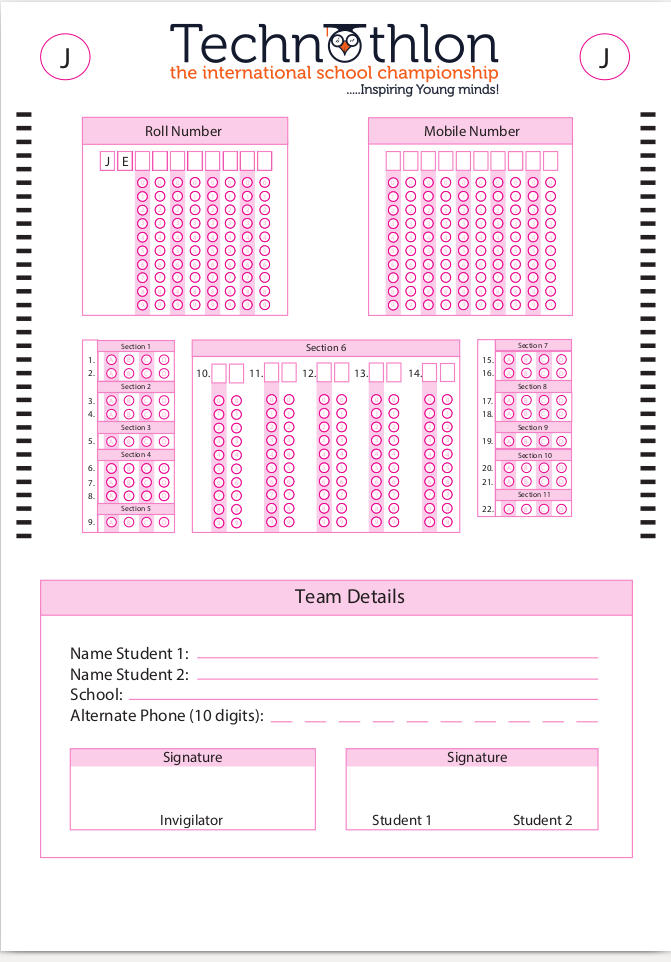 J
Technothlon
J
the international school championship
.....Inspiring Young minds!
Roll Number
J E
Mobile Number
Section 1
1.
2.
Section 2
3.
4.
Section 3
5.
Section 4
6.
7.
8.
Section 5
9.
Section 6
10. 11. 12. 13. 14.
Section 7
15.
16.
Section 8
17.
18.
Section 9
19.
Section 10
20.
21.
Section 11
22.
Team Details
Name Student 1:
Name Student 2:
School:
Alternate Phone (10 digits):
Signature
Invigilator
Signature
Student 1 Student 2